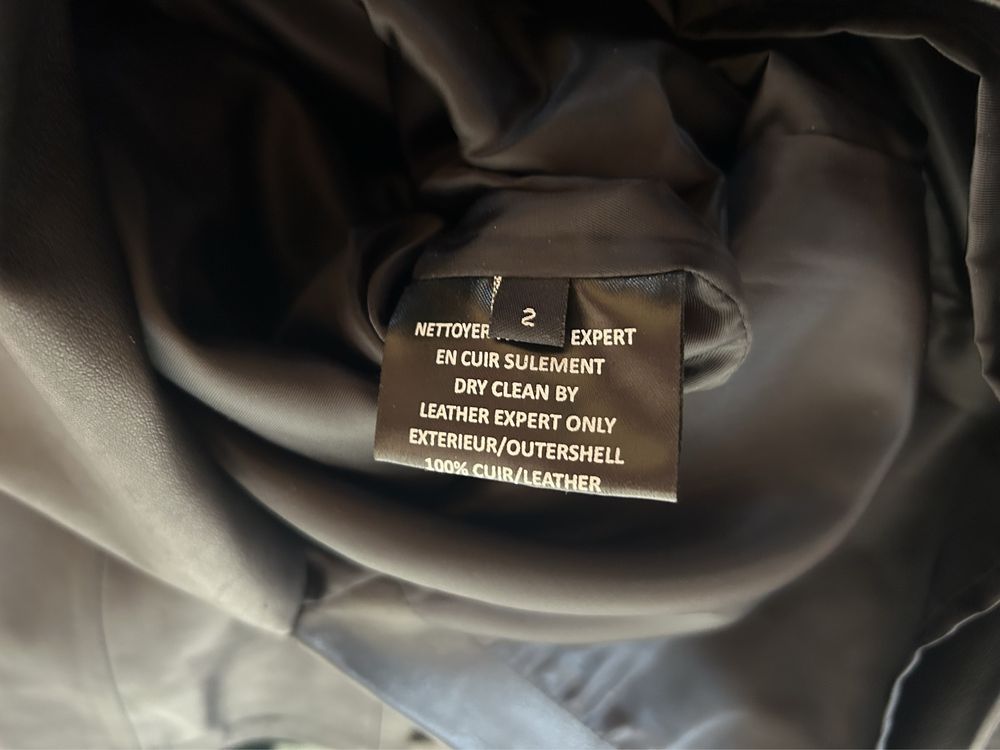 2
NETTOYER EXPERT
EN CUIR SULEMENT
DRY CLEAN BY
LEATHER EXPERT ONLY
EXTERIEUR/OUTERSHELL
100% CUIR/LEATHER